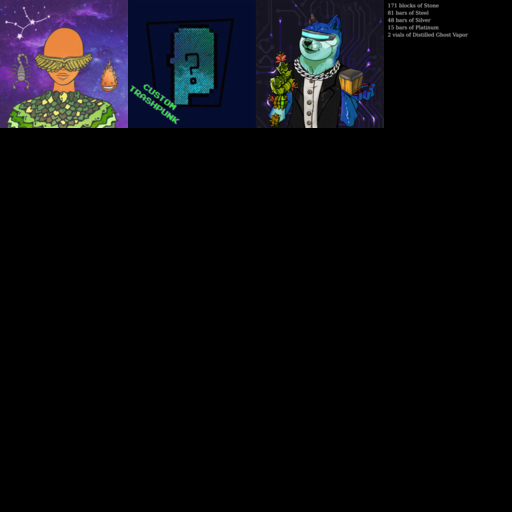 CUSTOM
TRASHPUNK
171 blocks of Stone
81 bars of Steel
48 bars of Silver
15 bars of Platinum
2 vials of Distilled Ghost Vapor